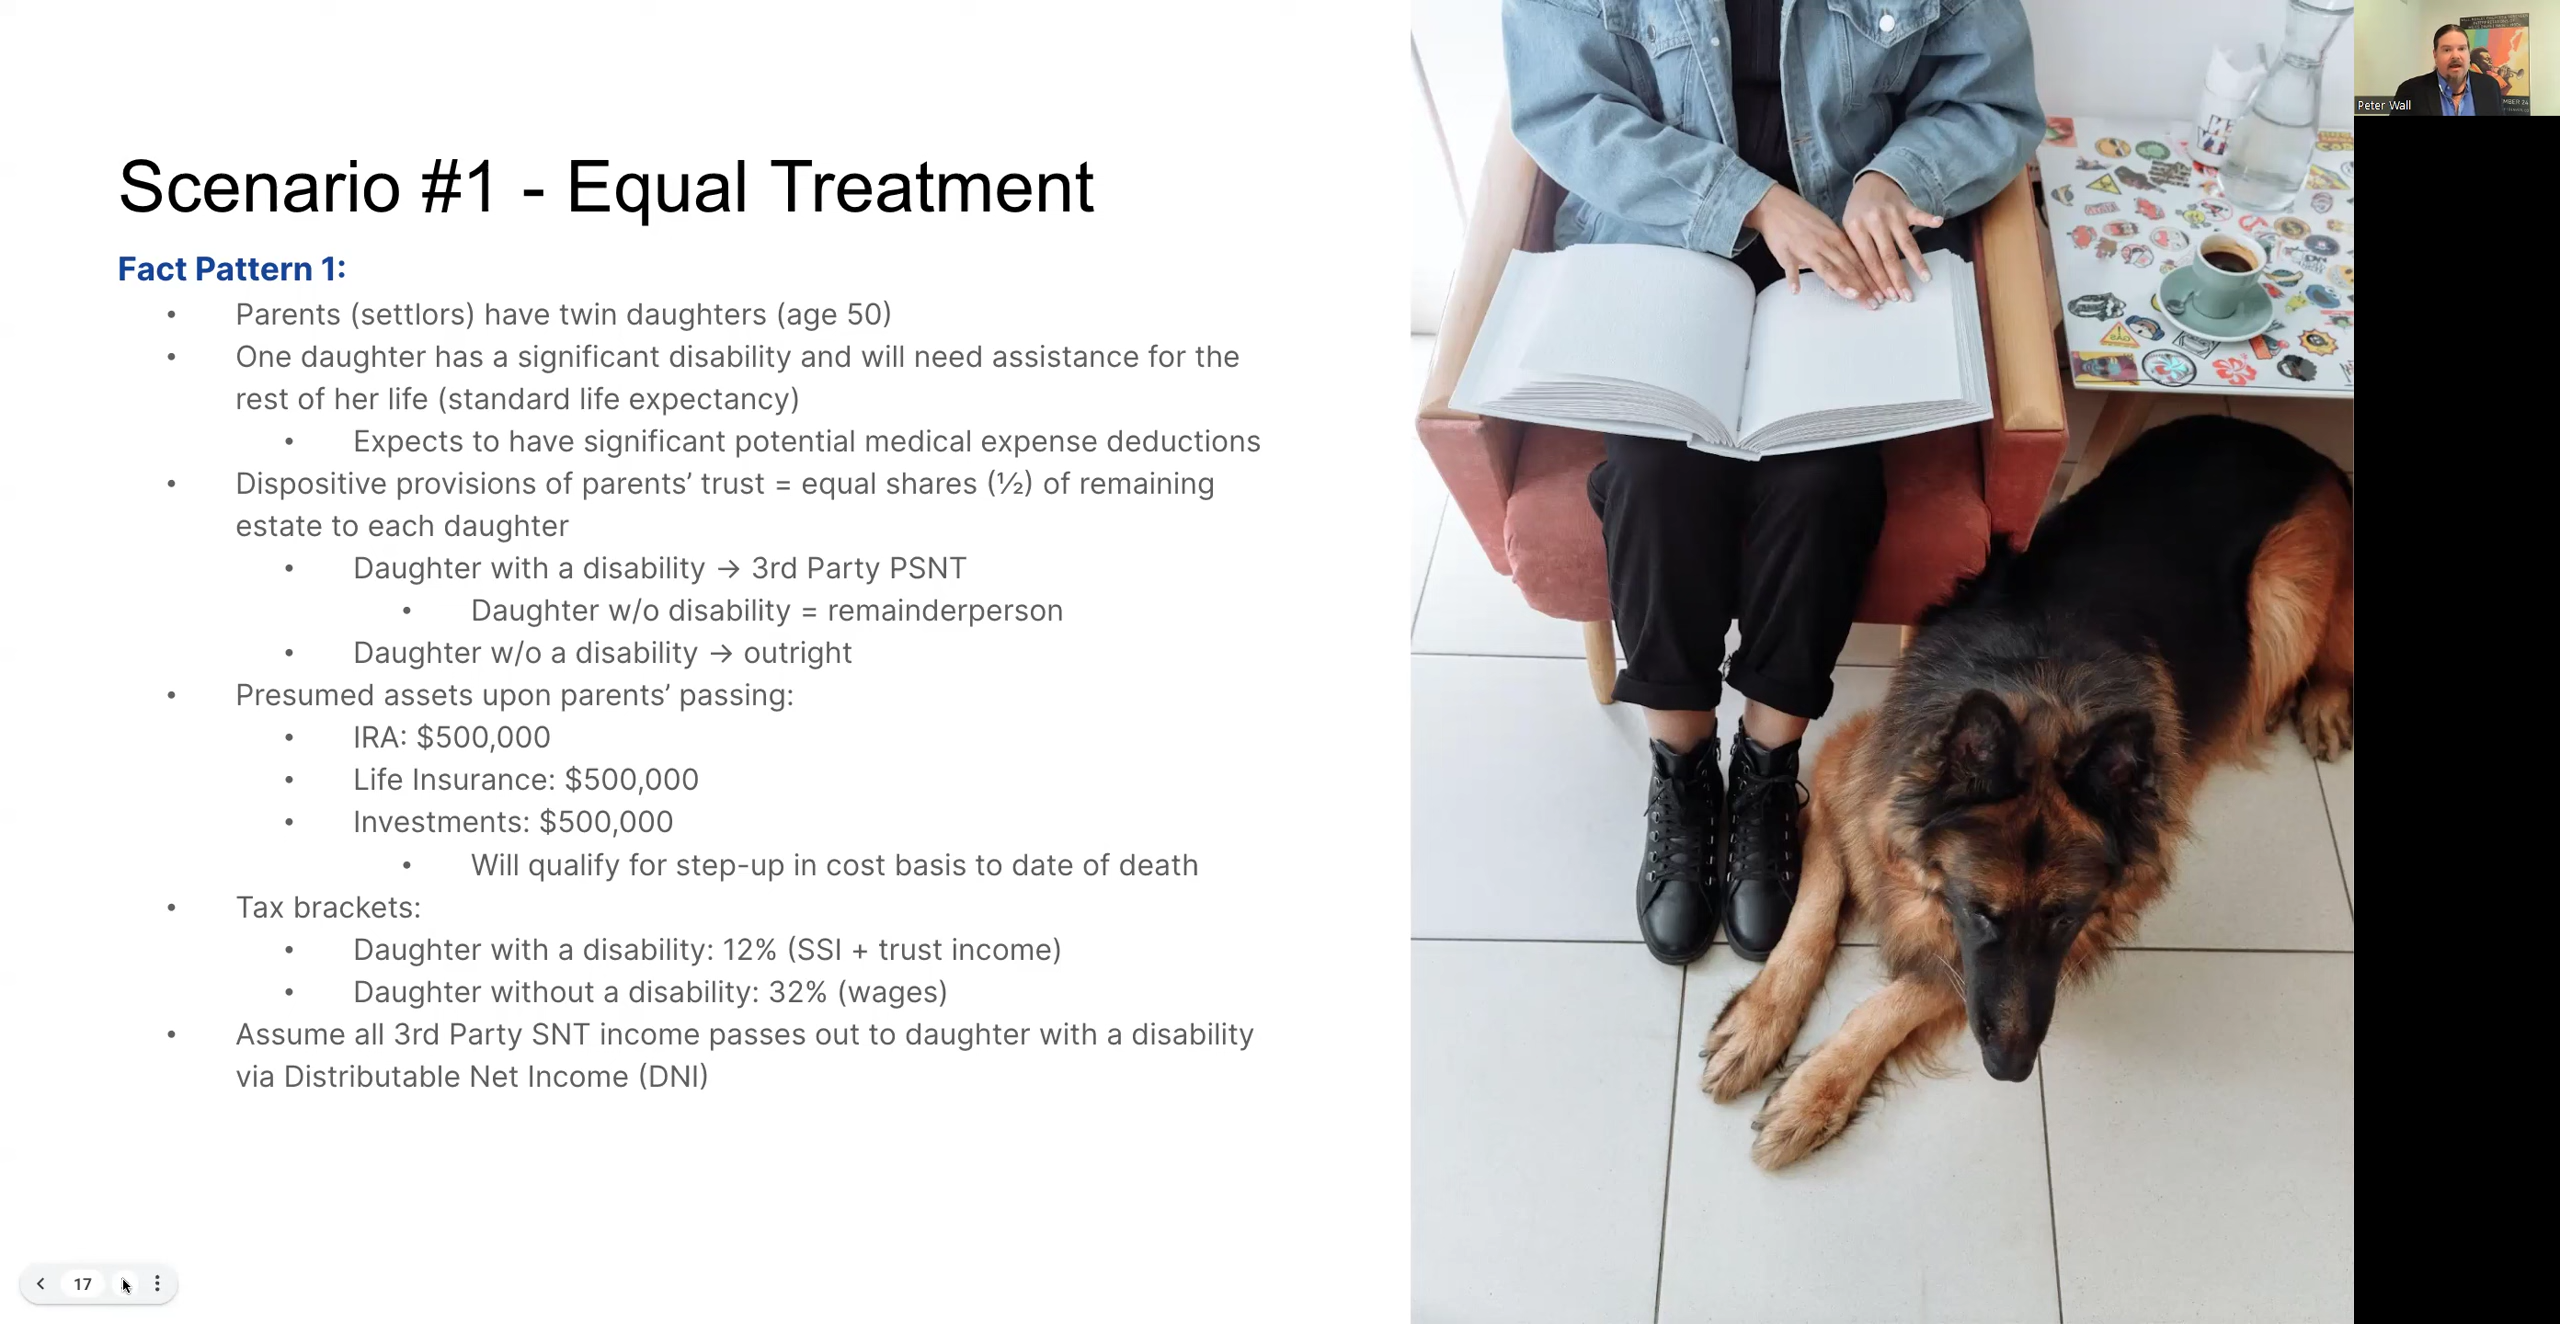 Scenario #1 - Equal Treatment
Fact Pattern 1:
• Parents (settlors) have twin daughters (age 50)
• One daughter has a significant disability and will need assistance for the
rest of her life (standard life expectancy)
• Expects to have significant potential medical expense deductions
• Dispositive provisions of parents’ trust = equal shares (½) of remaining
estate to each daughter
• Daughter with a disability → 3rd Party PSNT
• Daughter w/o disability = remainderperson
• Daughter w/o a disability → outright
• Presumed assets upon parents’ passing:
• IRA: $500,000
• Life Insurance: $500,000
• Investments: $500,000
• Will qualify for step-up in cost basis to date of death
• Tax brackets:
• Daughter with a disability: 12% (SSI + trust income)
• Daughter without a disability: 32% (wages)
• Assume all 3rd Party SNT income passes out to daughter with a disability
via Distributable Net Income (DNI)
17
Peter Wall